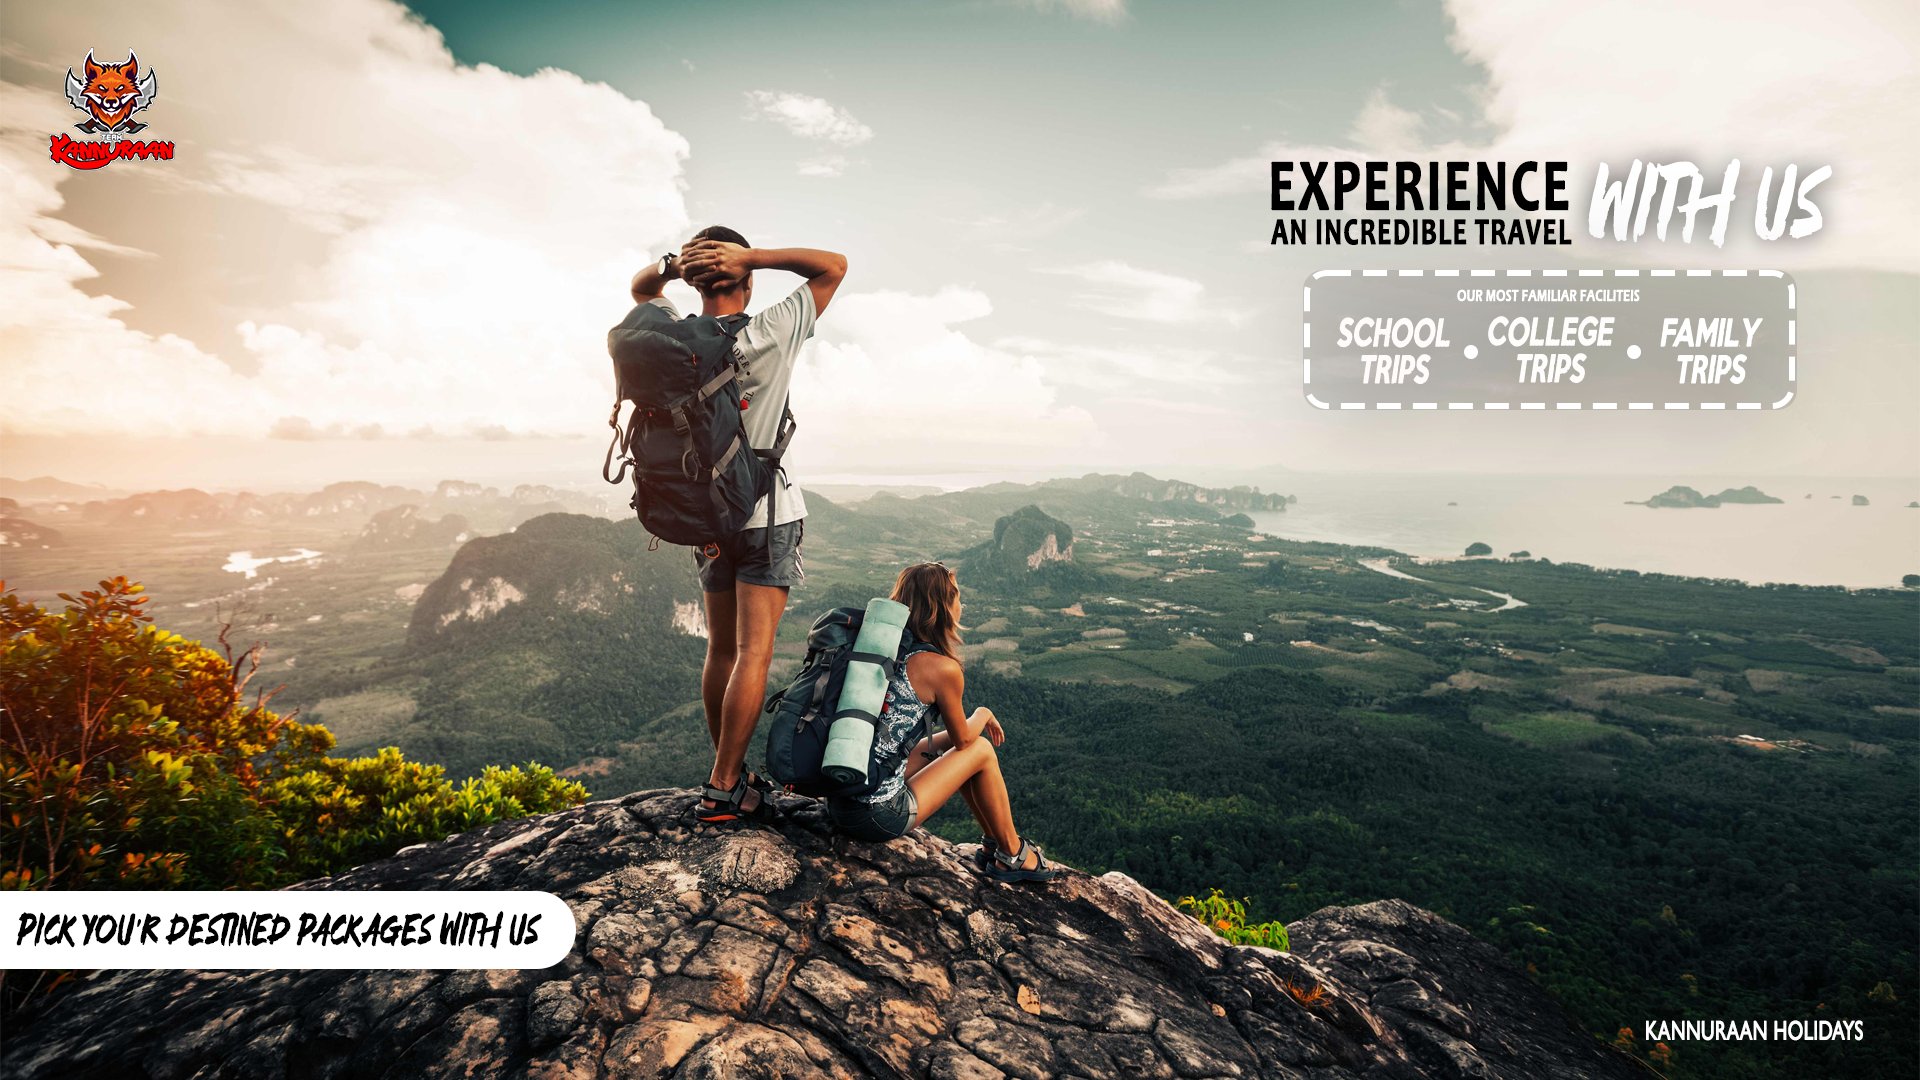 TEAM
KANNURAAN
EXPERIENCE WITH US
AN INCREDIBLE TRAVEL
OUR MOST FAMILIAR FACILITEIS
SCHOOL TRIPS • COLLEGE TRIPS • FAMILY TRIPS
PICK YOU'R DESTINED PACKAGES WITH US
KANNURAAN HOLIDAYS